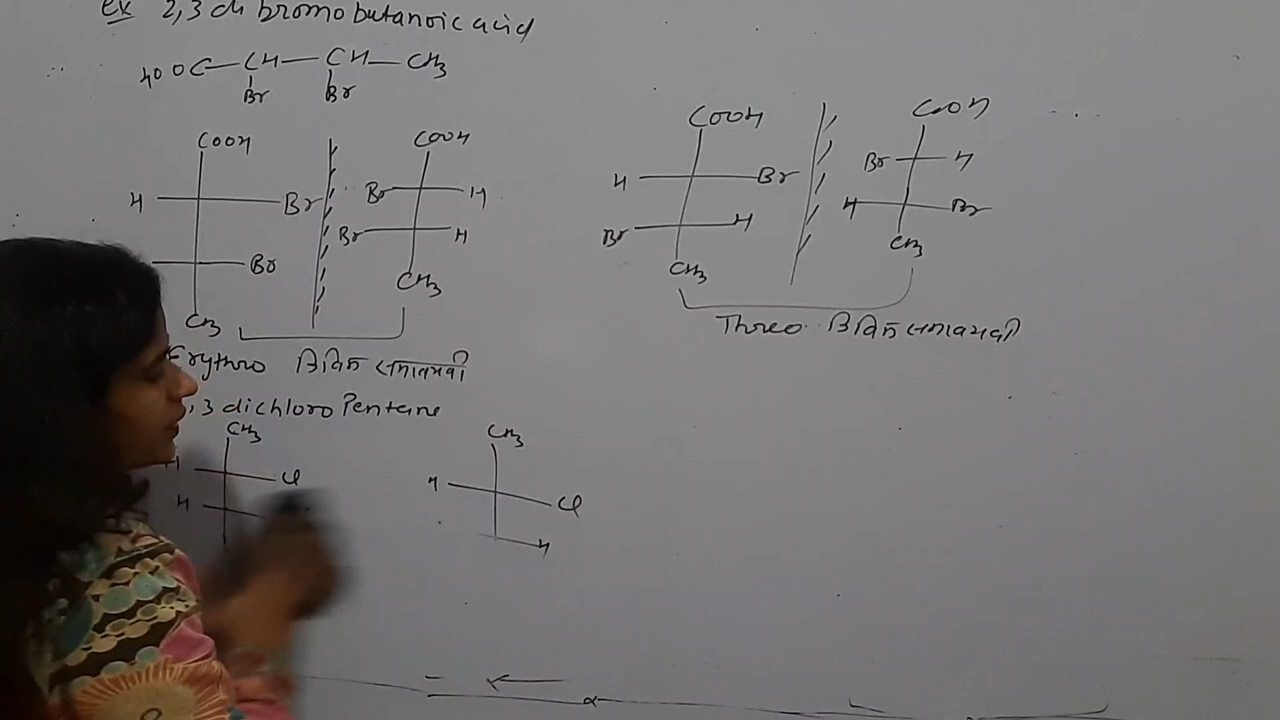 ex 2,3 di bromo butanoic acid
HOOC—CH—CH—CH3
Br Br
COOH
H Br
Br
CH3
COOH
Br H
Br H
CH3
COOH
H Br
Br H
CH3
COOH
Br H
H Br
CH3
Erythro
Threo
,3 dichloro Pentane
CH3
H Cl
H
CH3
H Cl
H